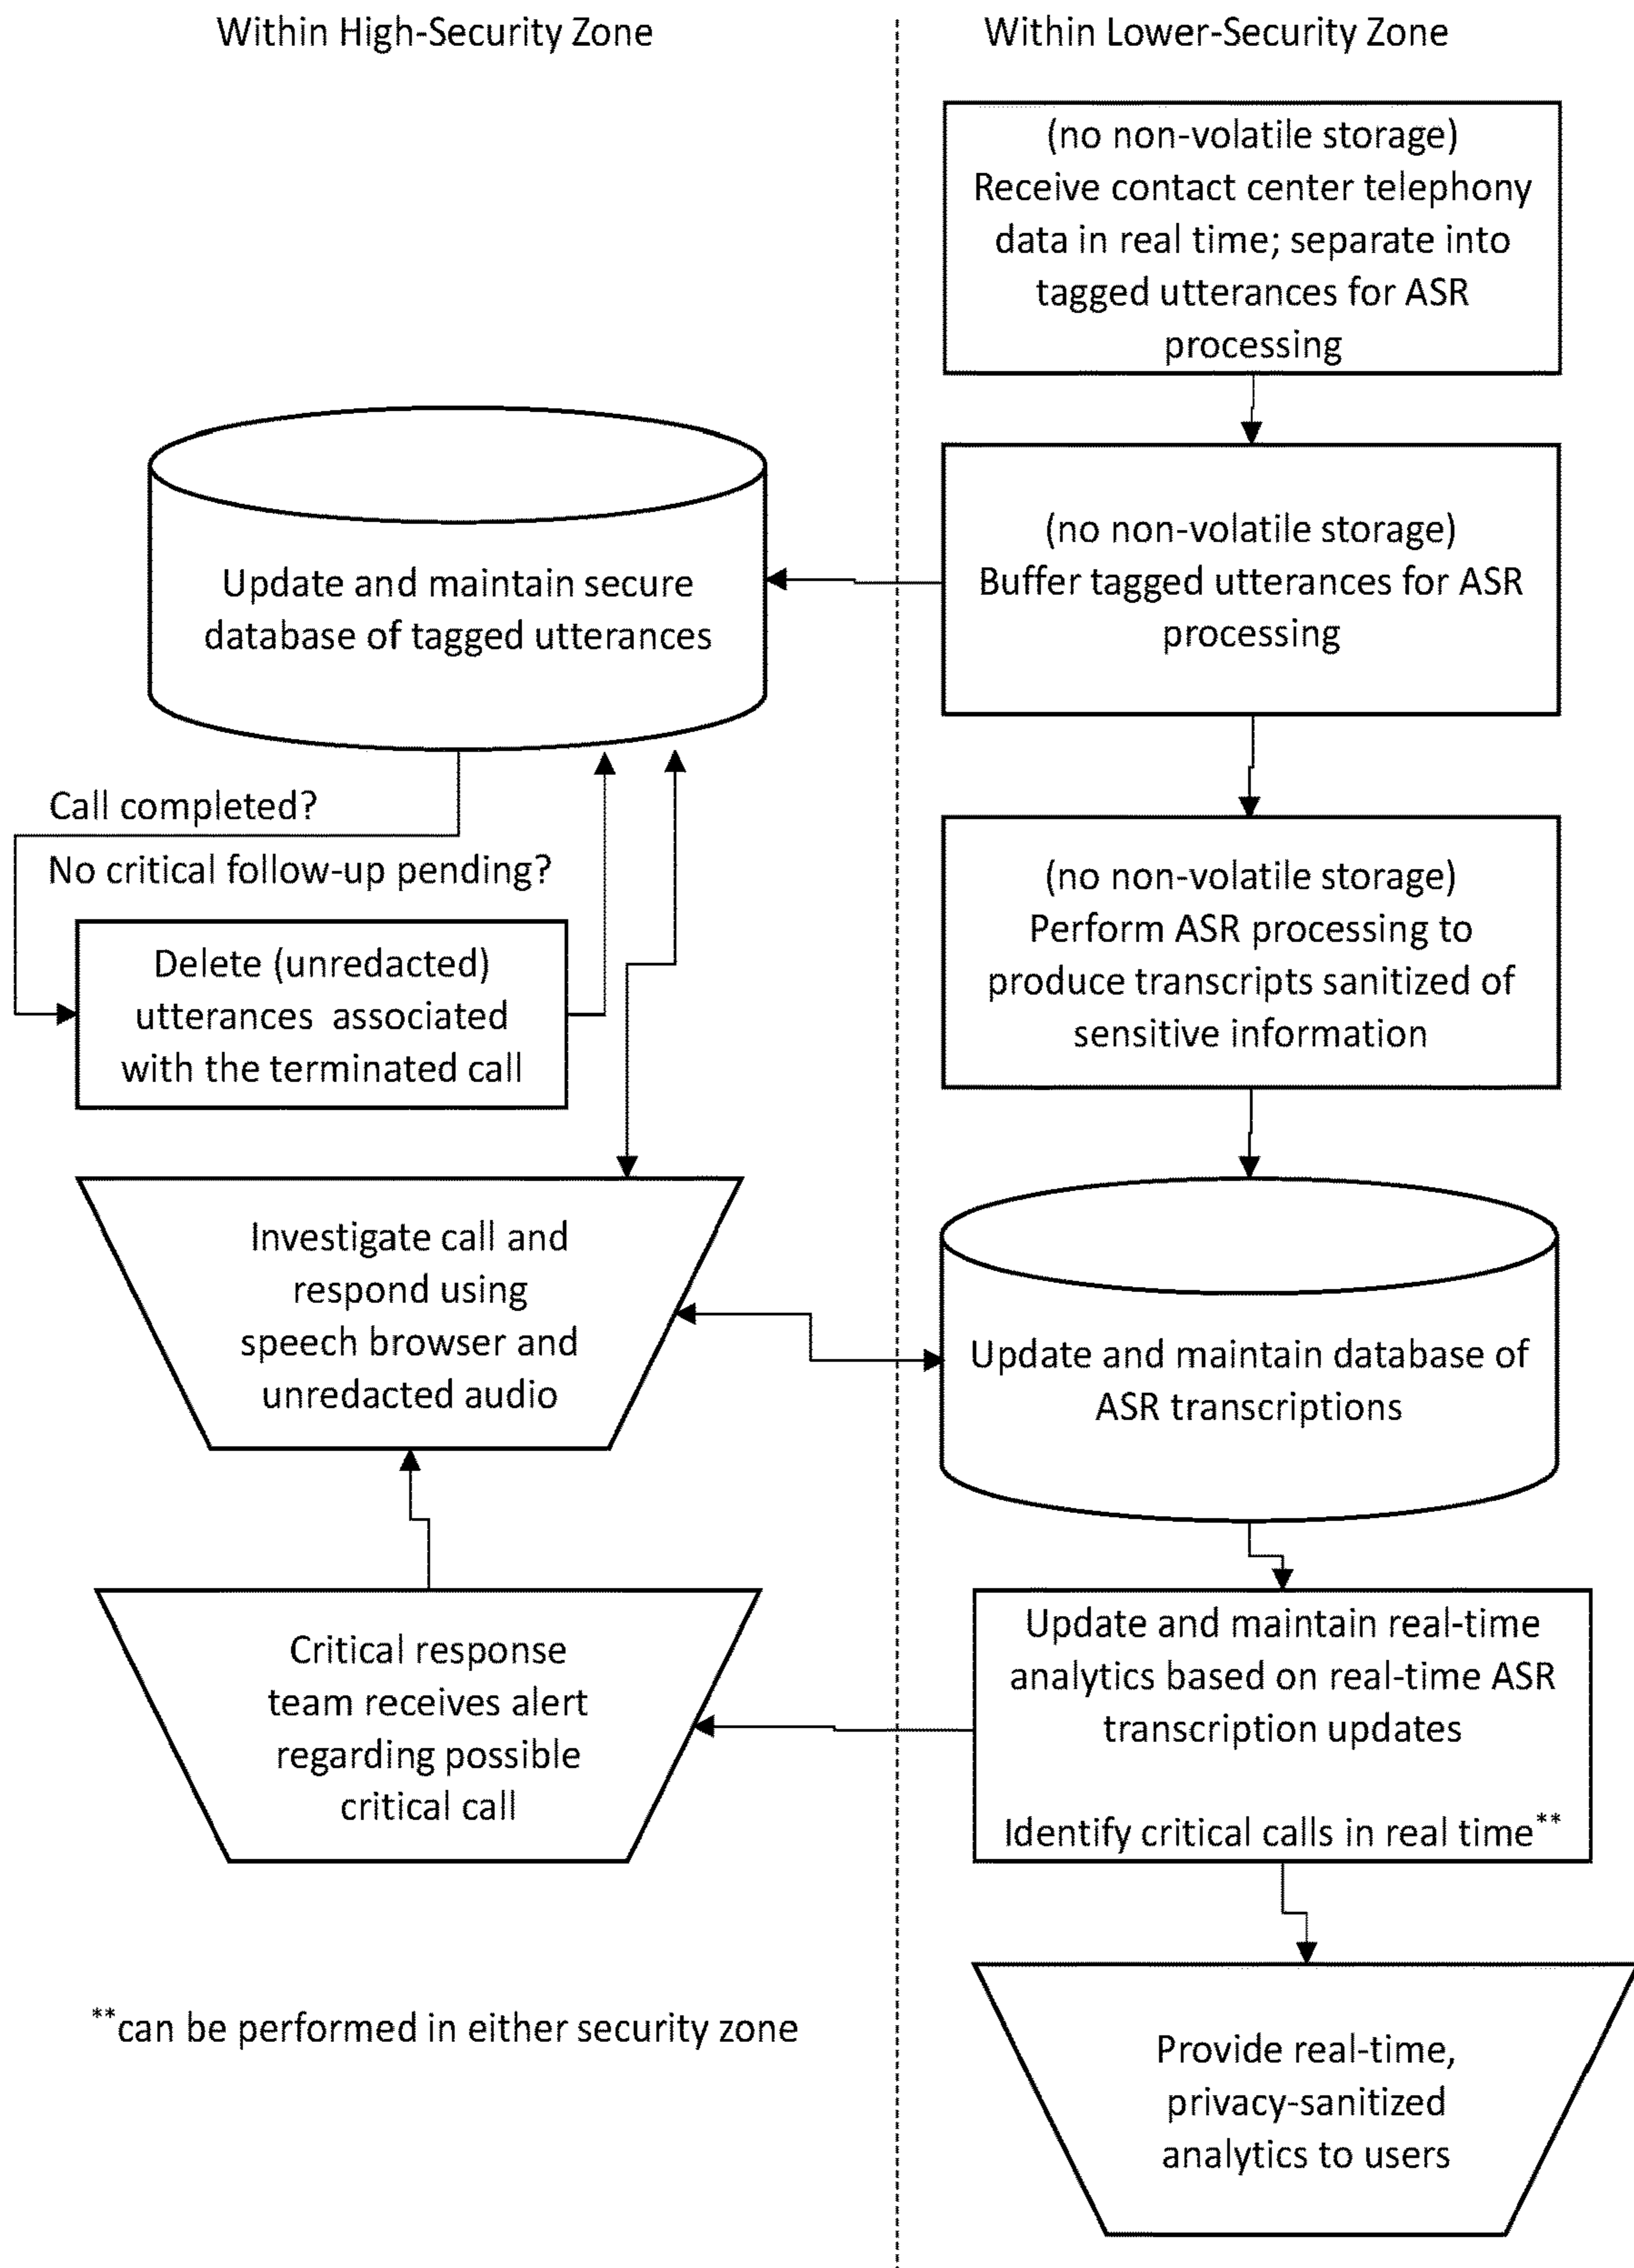 Within High-Security Zone
Within Lower-Security Zone
(no non-volatile storage)
Receive contact center telephony
data in real time; separate into
tagged utterances for ASR
processing
(no non-volatile storage)
Buffer tagged utterances for ASR
processing
Update and maintain secure
database of tagged utterances
Call completed?
No critical follow-up pending?
Delete (unredacted)
utterances associated
with the terminated call
(no non-volatile storage)
Perform ASR processing to
produce transcripts sanitized of
sensitive information
Investigate call and
respond using
speech browser and
unredacted audio
Update and maintain database of
ASR transcriptions
Critical response
team receives alert
regarding possible
critical call
Update and maintain real-time
analytics based on real-time ASR
transcription updates
Identify critical calls in real time**
**can be performed in either security zone
Provide real-time,
privacy-sanitized
analytics to users